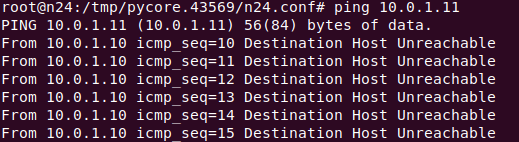 root@n24:/tmp/pycore.43569/n24.conf# ping 10.0.1.11
PING 10.0.1.11 (10.0.1.11) 56(84) bytes of data.
From 10.0.1.10 icmp_seq=10 Destination Host Unreachable
From 10.0.1.10 icmp_seq=11 Destination Host Unreachable
From 10.0.1.10 icmp_seq=12 Destination Host Unreachable
From 10.0.1.10 icmp_seq=13 Destination Host Unreachable
From 10.0.1.10 icmp_seq=14 Destination Host Unreachable
From 10.0.1.10 icmp_seq=15 Destination Host Unreachable